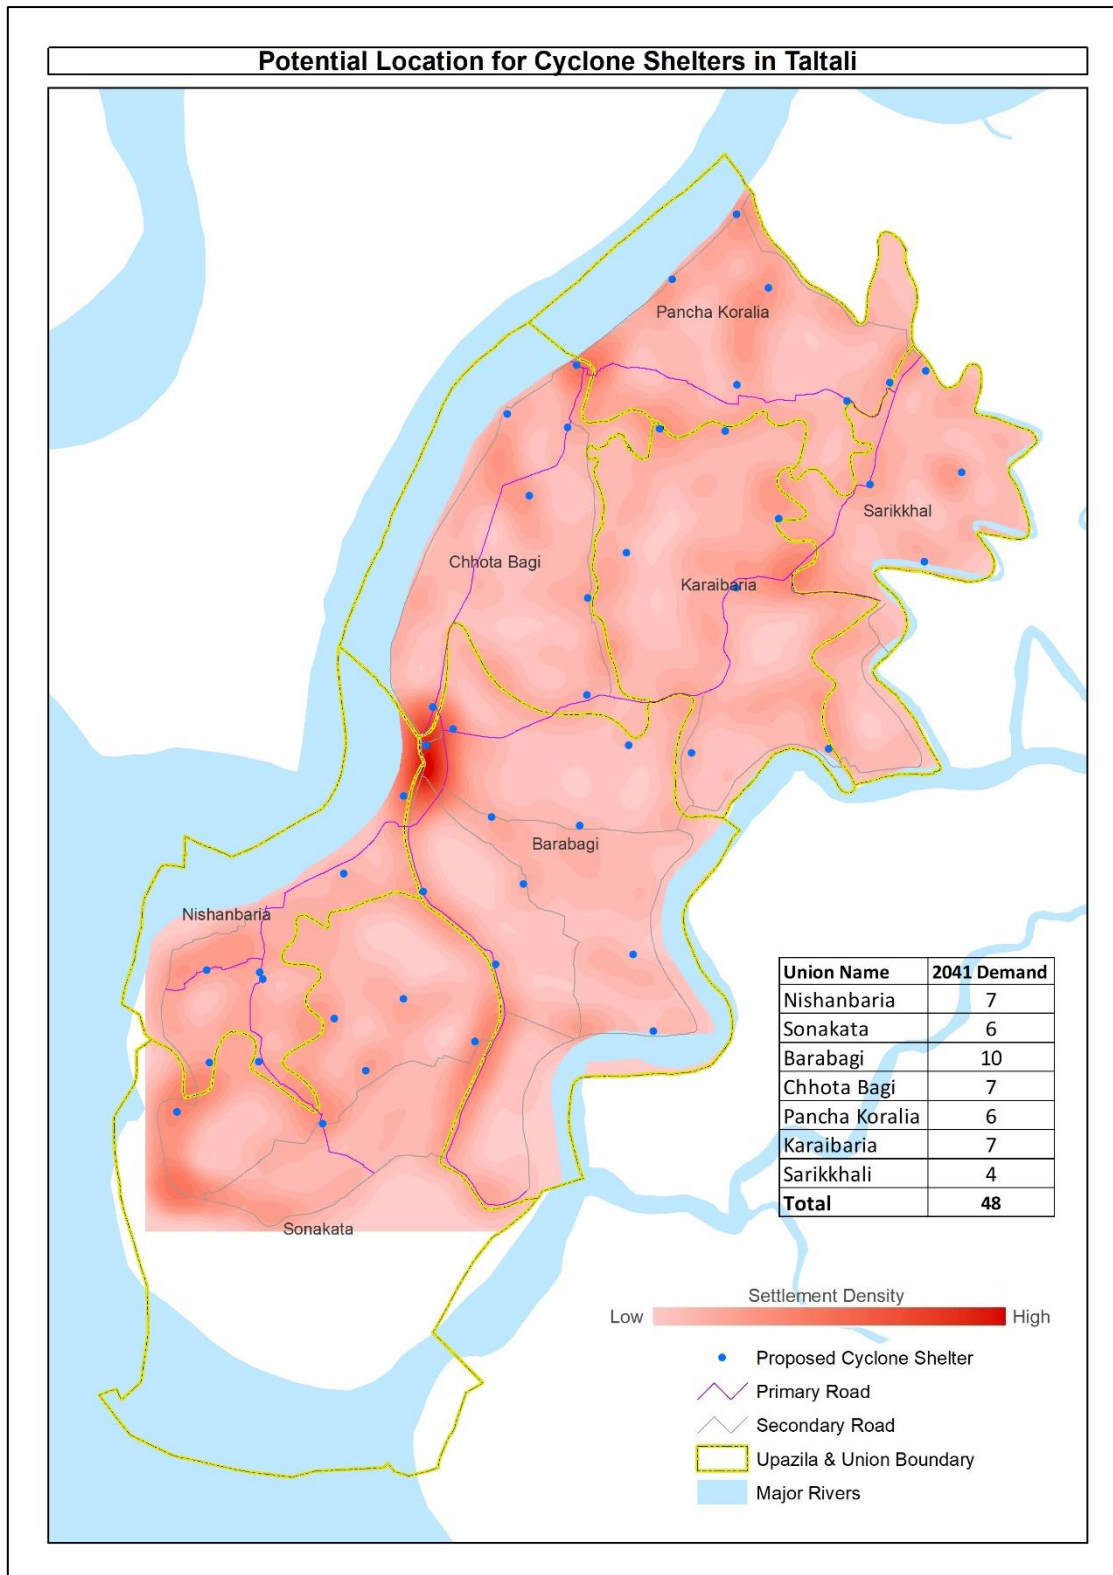 Potential Location for Cyclone Shelters in Taltali
Pancha Koralia
Sarikkhal
Chhota Bagi
Karaibaria
Barabagi
Nishanbaria
Sonakata
Union Name 2041 Demand
Nishanbaria 7
Sonakata 6
Barabagi 10
Chhota Bagi 7
Pancha Koralia 6
Karaibaria 7
Sarikkhali 4
Total 48
Settlement Density
Low High
Proposed Cyclone Shelter
Primary Road
Secondary Road
Upazila & Union Boundary
Major Rivers